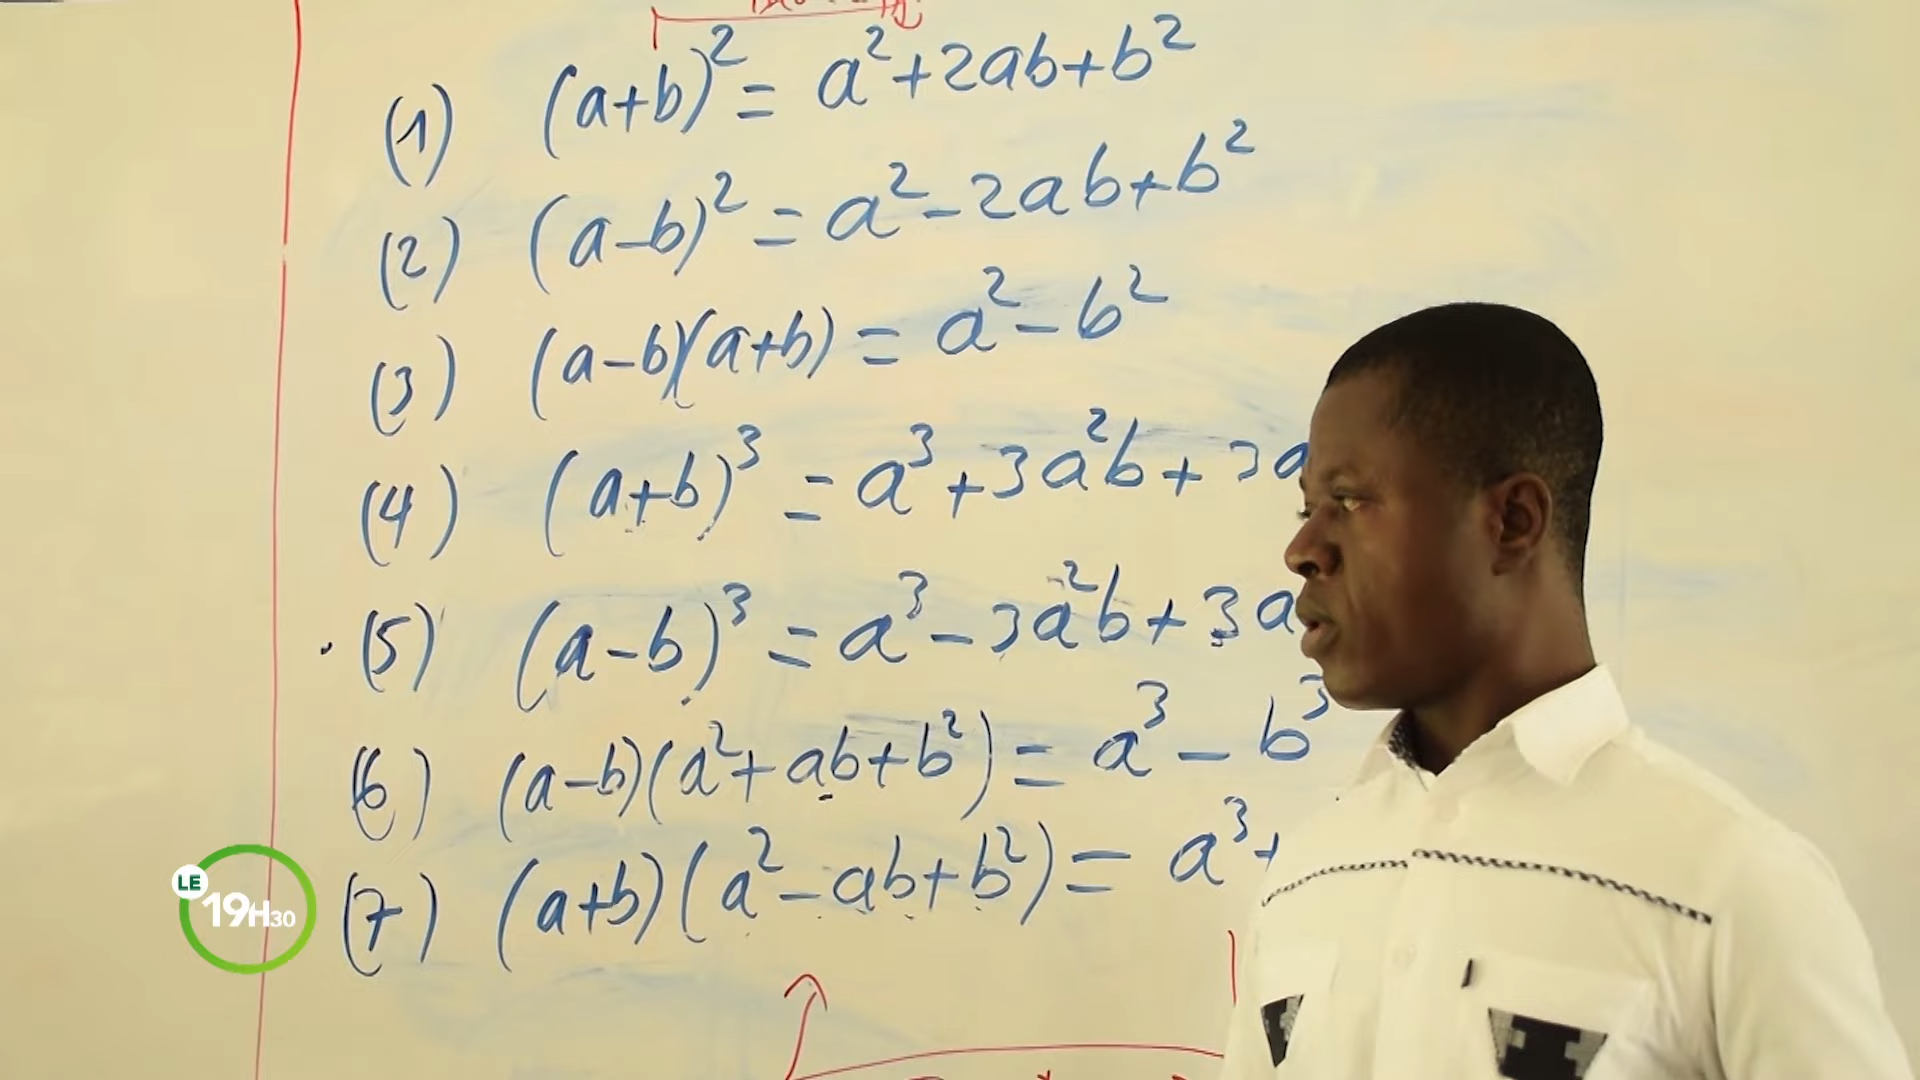 (1) (a+b)² = a²+2ab+b²
(2) (a-b)² = a²-2ab+b²
(3) (a-b)(a+b) = a²-b²
(4) (a+b)³ = a³+3a²b+3a
(5) (a-b)³ = a³-3a²b+3a
(6) (a-b)(a²+ab+b²) = a³-b³
(7) (a+b)(a²-ab+b²) = a³+
LE
19H30